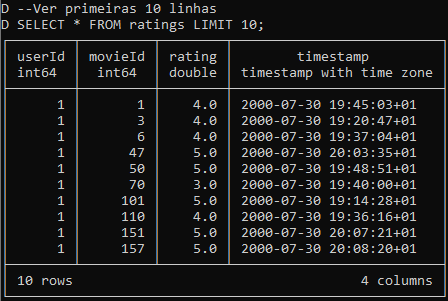 D --Ver primeiras 10 linhas
D SELECT * FROM ratings LIMIT 10;
userId movieId rating timestamp
int64 int64 double timestamp with time zone
1 1 4.0 2000-07-30 19:45:03+01
1 3 4.0 2000-07-30 19:20:47+01
1 6 4.0 2000-07-30 19:37:04+01
1 47 5.0 2000-07-30 20:03:35+01
1 50 5.0 2000-07-30 19:48:51+01
1 70 3.0 2000-07-30 19:40:00+01
1 101 5.0 2000-07-30 19:14:28+01
1 110 4.0 2000-07-30 19:36:16+01
1 151 5.0 2000-07-30 20:07:21+01
1 157 5.0 2000-07-30 20:08:20+01
10 rows 4 columns